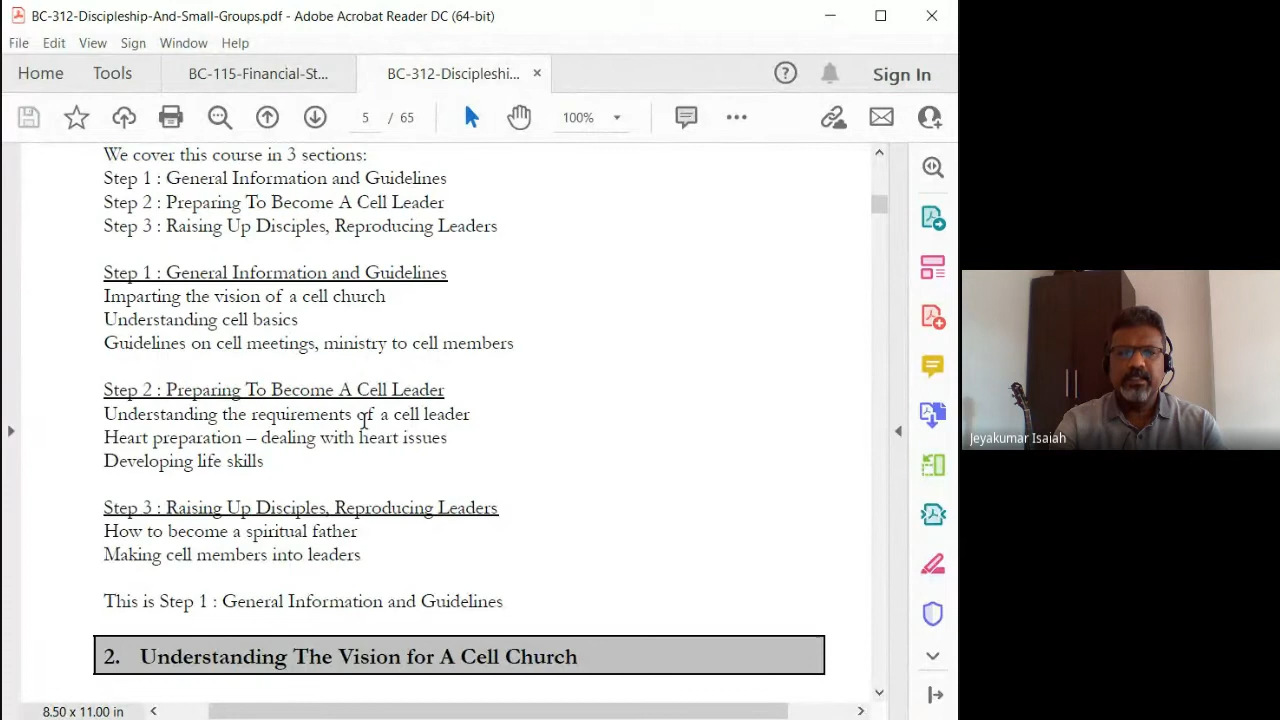 BC-312-Discipleship-And-Small-Groups.pdf - Adobe Acrobat Reader DC (64-bit)
File Edit View Sign Window Help
Home Tools BC-115-Financial-St... BC-312-Discipleshi... Sign In
5 / 65 100%
We cover this course in 3 sections:
Step 1 : General Information and Guidelines
Step 2 : Preparing To Become A Cell Leader
Step 3 : Raising Up Disciples, Reproducing Leaders
Step 1 : General Information and Guidelines
Imparting the vision of a cell church
Understanding cell basics
Guidelines on cell meetings, ministry to cell members
Step 2 : Preparing To Become A Cell Leader
Understanding the requirements of a cell leader
Heart preparation – dealing with heart issues
Developing life skills
Step 3 : Raising Up Disciples, Reproducing Leaders
How to become a spiritual father
Making cell members into leaders
This is Step 1 : General Information and Guidelines
2. Understanding The Vision for A Cell Church
8.50 x 11.00 in
Jeyakumar Isaiah